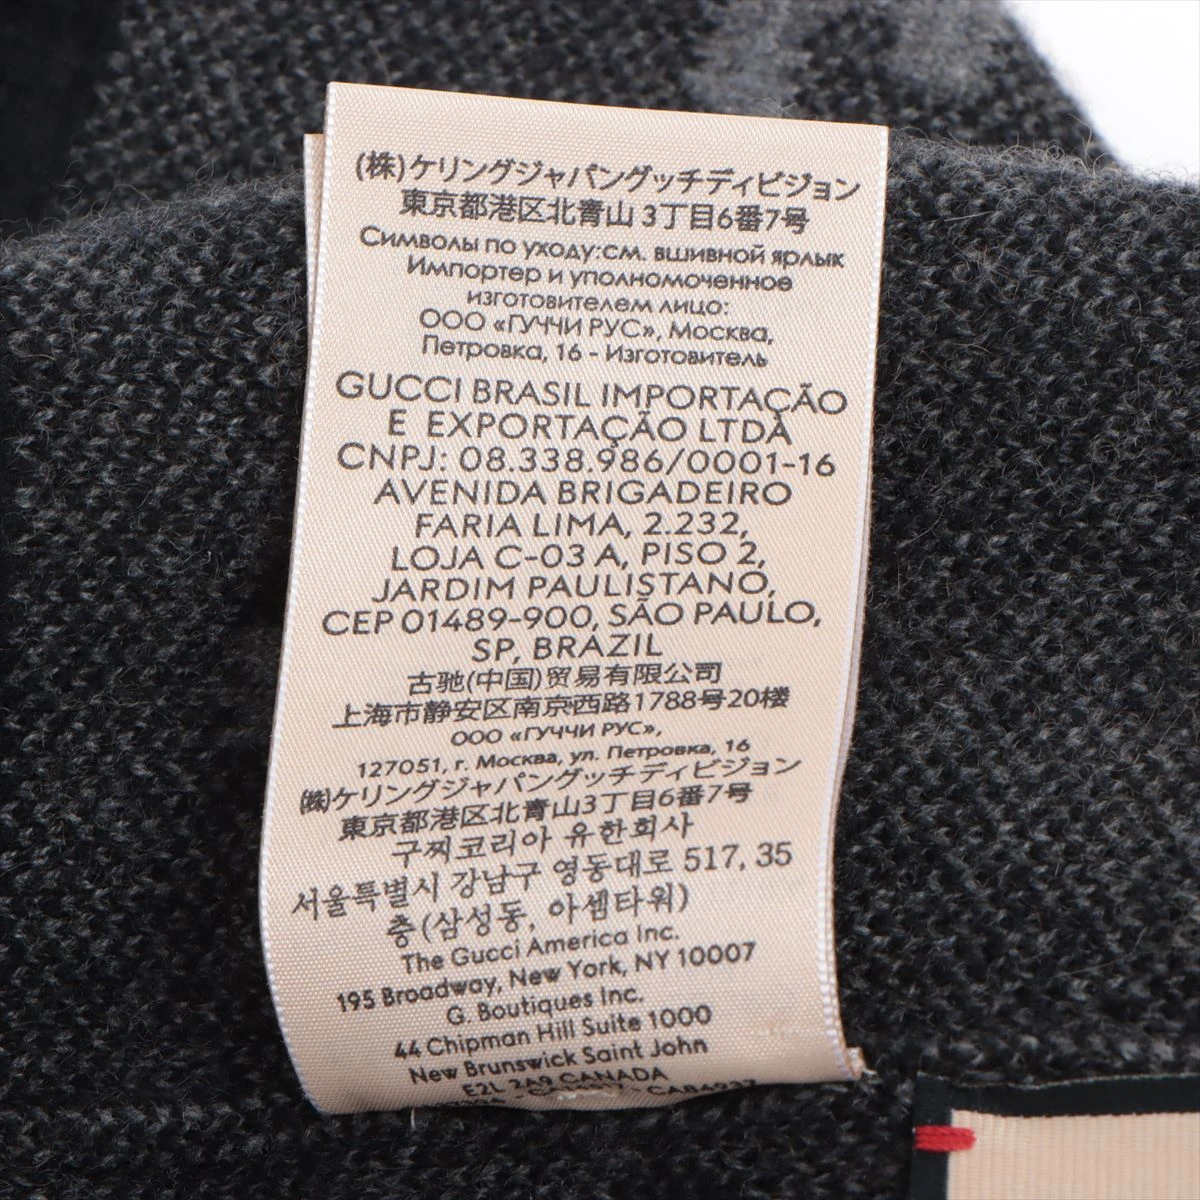 (株)ケリングジャパングッチディビジョン
東京都港区北青山3丁目6番7号
Символы по уходу:см. вшивной ярлык
Импортер и уполномоченное
изготовителем лицо:
ООО «ГУЧЧИ РУС», Москва,
Петровка, 16 - Изготовитель
GUCCI BRASIL IMPORTAÇÃO
E EXPORTAÇÃO LTDA
CNPJ: 08.338.986/0001-16
AVENIDA BRIGADEIRO
FARIA LIMA, 2.232,
LOJA C-03 A, PISO 2,
JARDIM PAULISTANO,
CEP 01489-900, SÃO PAULO,
SP, BRAZIL
古驰(中国)贸易有限公司
上海市静安区南京西路1788号20楼
ООО «ГУЧЧИ РУС»,
127051, г. Москва, ул. Петровка, 16
(株)ケリングジャパングッチディビジョン
東京都港区北青山3丁目6番7号
구찌코리아 유한회사
서울특별시 강남구 영동대로 517, 35
층(삼성동, 아셈타워)
The Gucci America Inc.
195 Broadway, New York, NY 10007
G. Boutiques Inc.
44 Chipman Hill Suite 1000
New Brunswick Saint John
E2L 2A9 CANADA